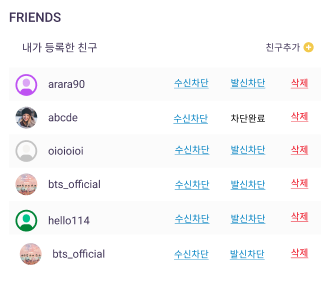 FRIENDS
내가 등록한 친구 친구추가
arara90 수신차단 발신차단 삭제
abcde 수신차단 차단완료 삭제
oioioioi 수신차단 발신차단 삭제
bts_official 수신차단 발신차단 삭제
hello114 수신차단 발신차단 삭제
bts_official 수신차단 발신차단 삭제